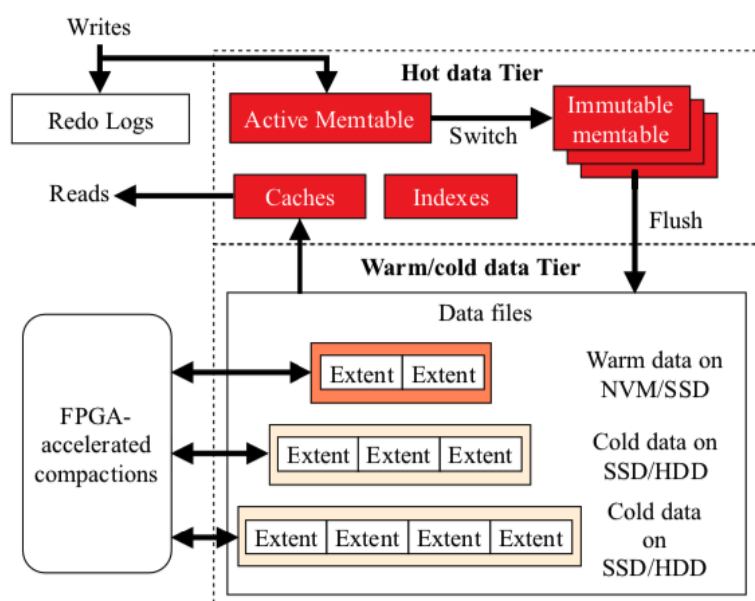 Writes
Hot data Tier
Redo Logs
Active Memtable
Switch
Immutable
memtable
Reads
Caches
Indexes
Flush
Warm/cold data Tier
Data files
FPGA-
accelerated
compactions
Extent Extent
Warm data on
NVM/SSD
Extent Extent Extent
Cold data on
SSD/HDD
Extent Extent Extent Extent
Cold data
on
SSD/HDD